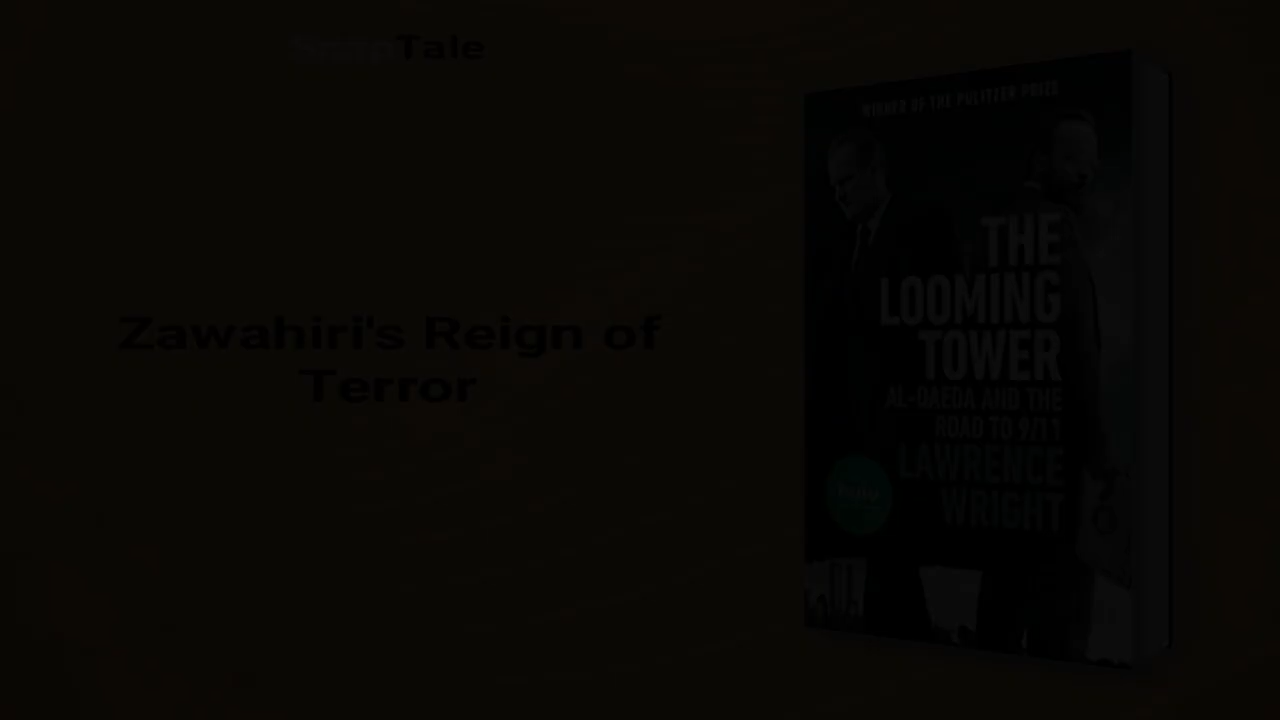 Tale
Zawahiri's Reign of
Terror
WINNER OF THE PULITZER PRIZE
THE
LOOMING
TOWER
AL-QAEDA AND THE
ROAD TO 9/11
LAWRENCE
WRIGHT
hulu